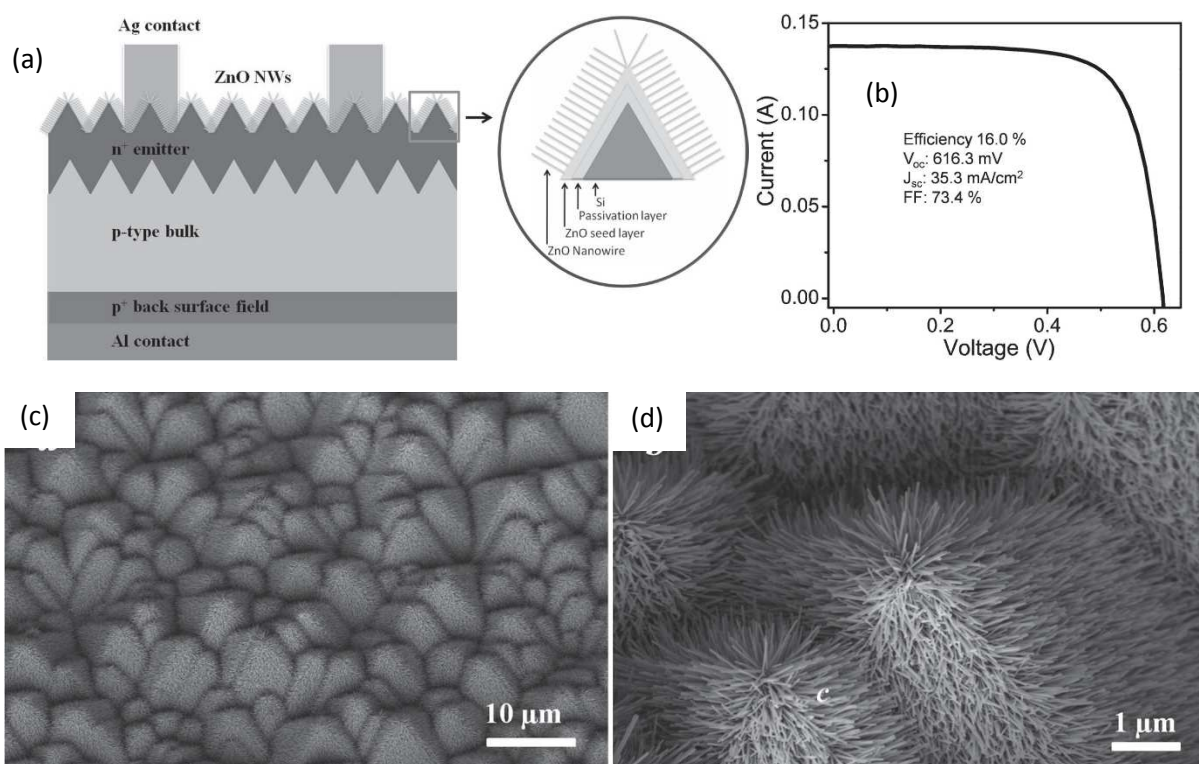 (a)
Ag contact
ZnO NWs
n⁺ emitter
p-type bulk
p⁺ back surface field
Al contact
Si
Passivation layer
ZnO seed layer
ZnO Nanowire
(b)
0.15
0.10
0.05
0.00
Current (A)
Efficiency 16.0 %
Voc: 616.3 mV
Jsc: 35.3 mA/cm²
FF: 73.4 %
0.0 0.2 0.4 0.6
Voltage (V)
(c)
10 μm
(d)
c
1 μm